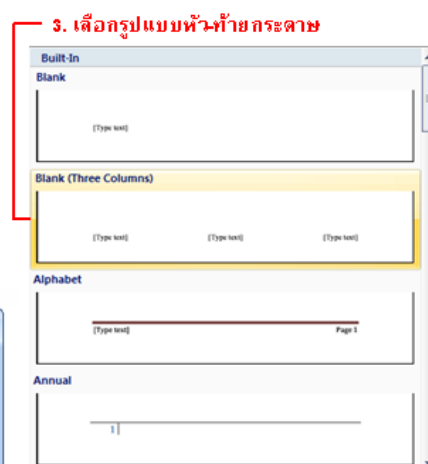 3. เลือกรูปแบบหัว-ท้ายกระดาษ
Built-In
Blank
[Type text]
Blank (Three Columns)
[Type text] [Type text] [Type text]
Alphabet
[Type text] Page 1
Annual
1